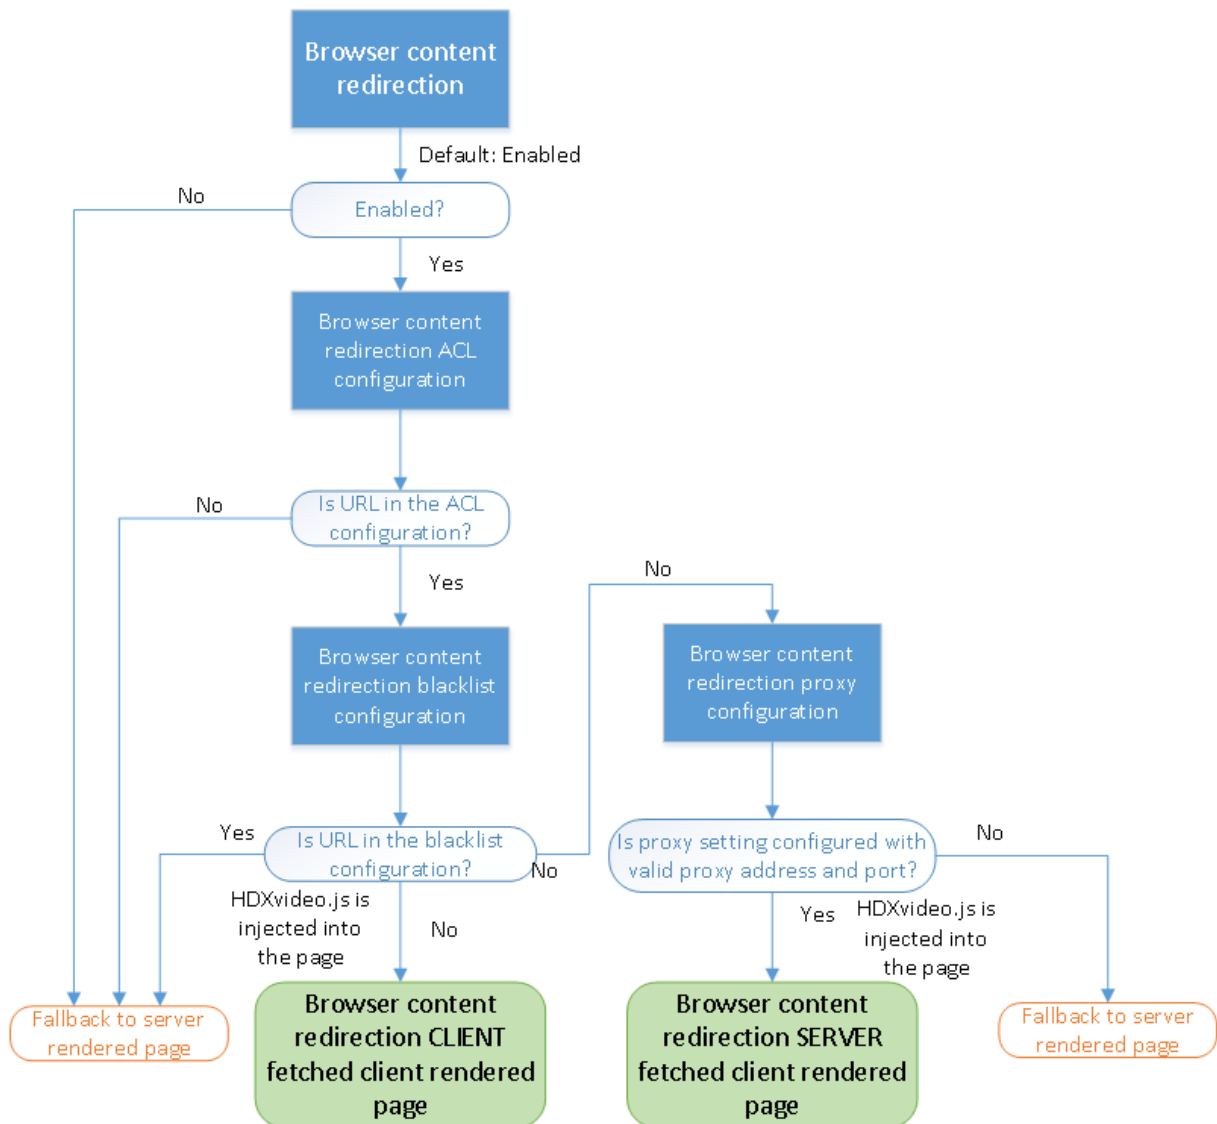 Browser content
redirection
Default: Enabled
No
Enabled?
Yes
Browser content
redirection ACL
configuration
No
Is URL in the ACL
configuration?
Yes
No
Browser content
redirection blacklist
configuration
Browser content
redirection proxy
configuration
Yes
Is URL in the blacklist
configuration?
No
Is proxy setting configured with
valid proxy address and port?
No
HDXvideo.js is
injected into
the page
No
Yes
HDXvideo.js is
injected into
the page
Fallback to server
rendered page
Browser content
redirection CLIENT
fetched client rendered
page
Browser content
redirection SERVER
fetched client rendered
page
Fallback to server
rendered page